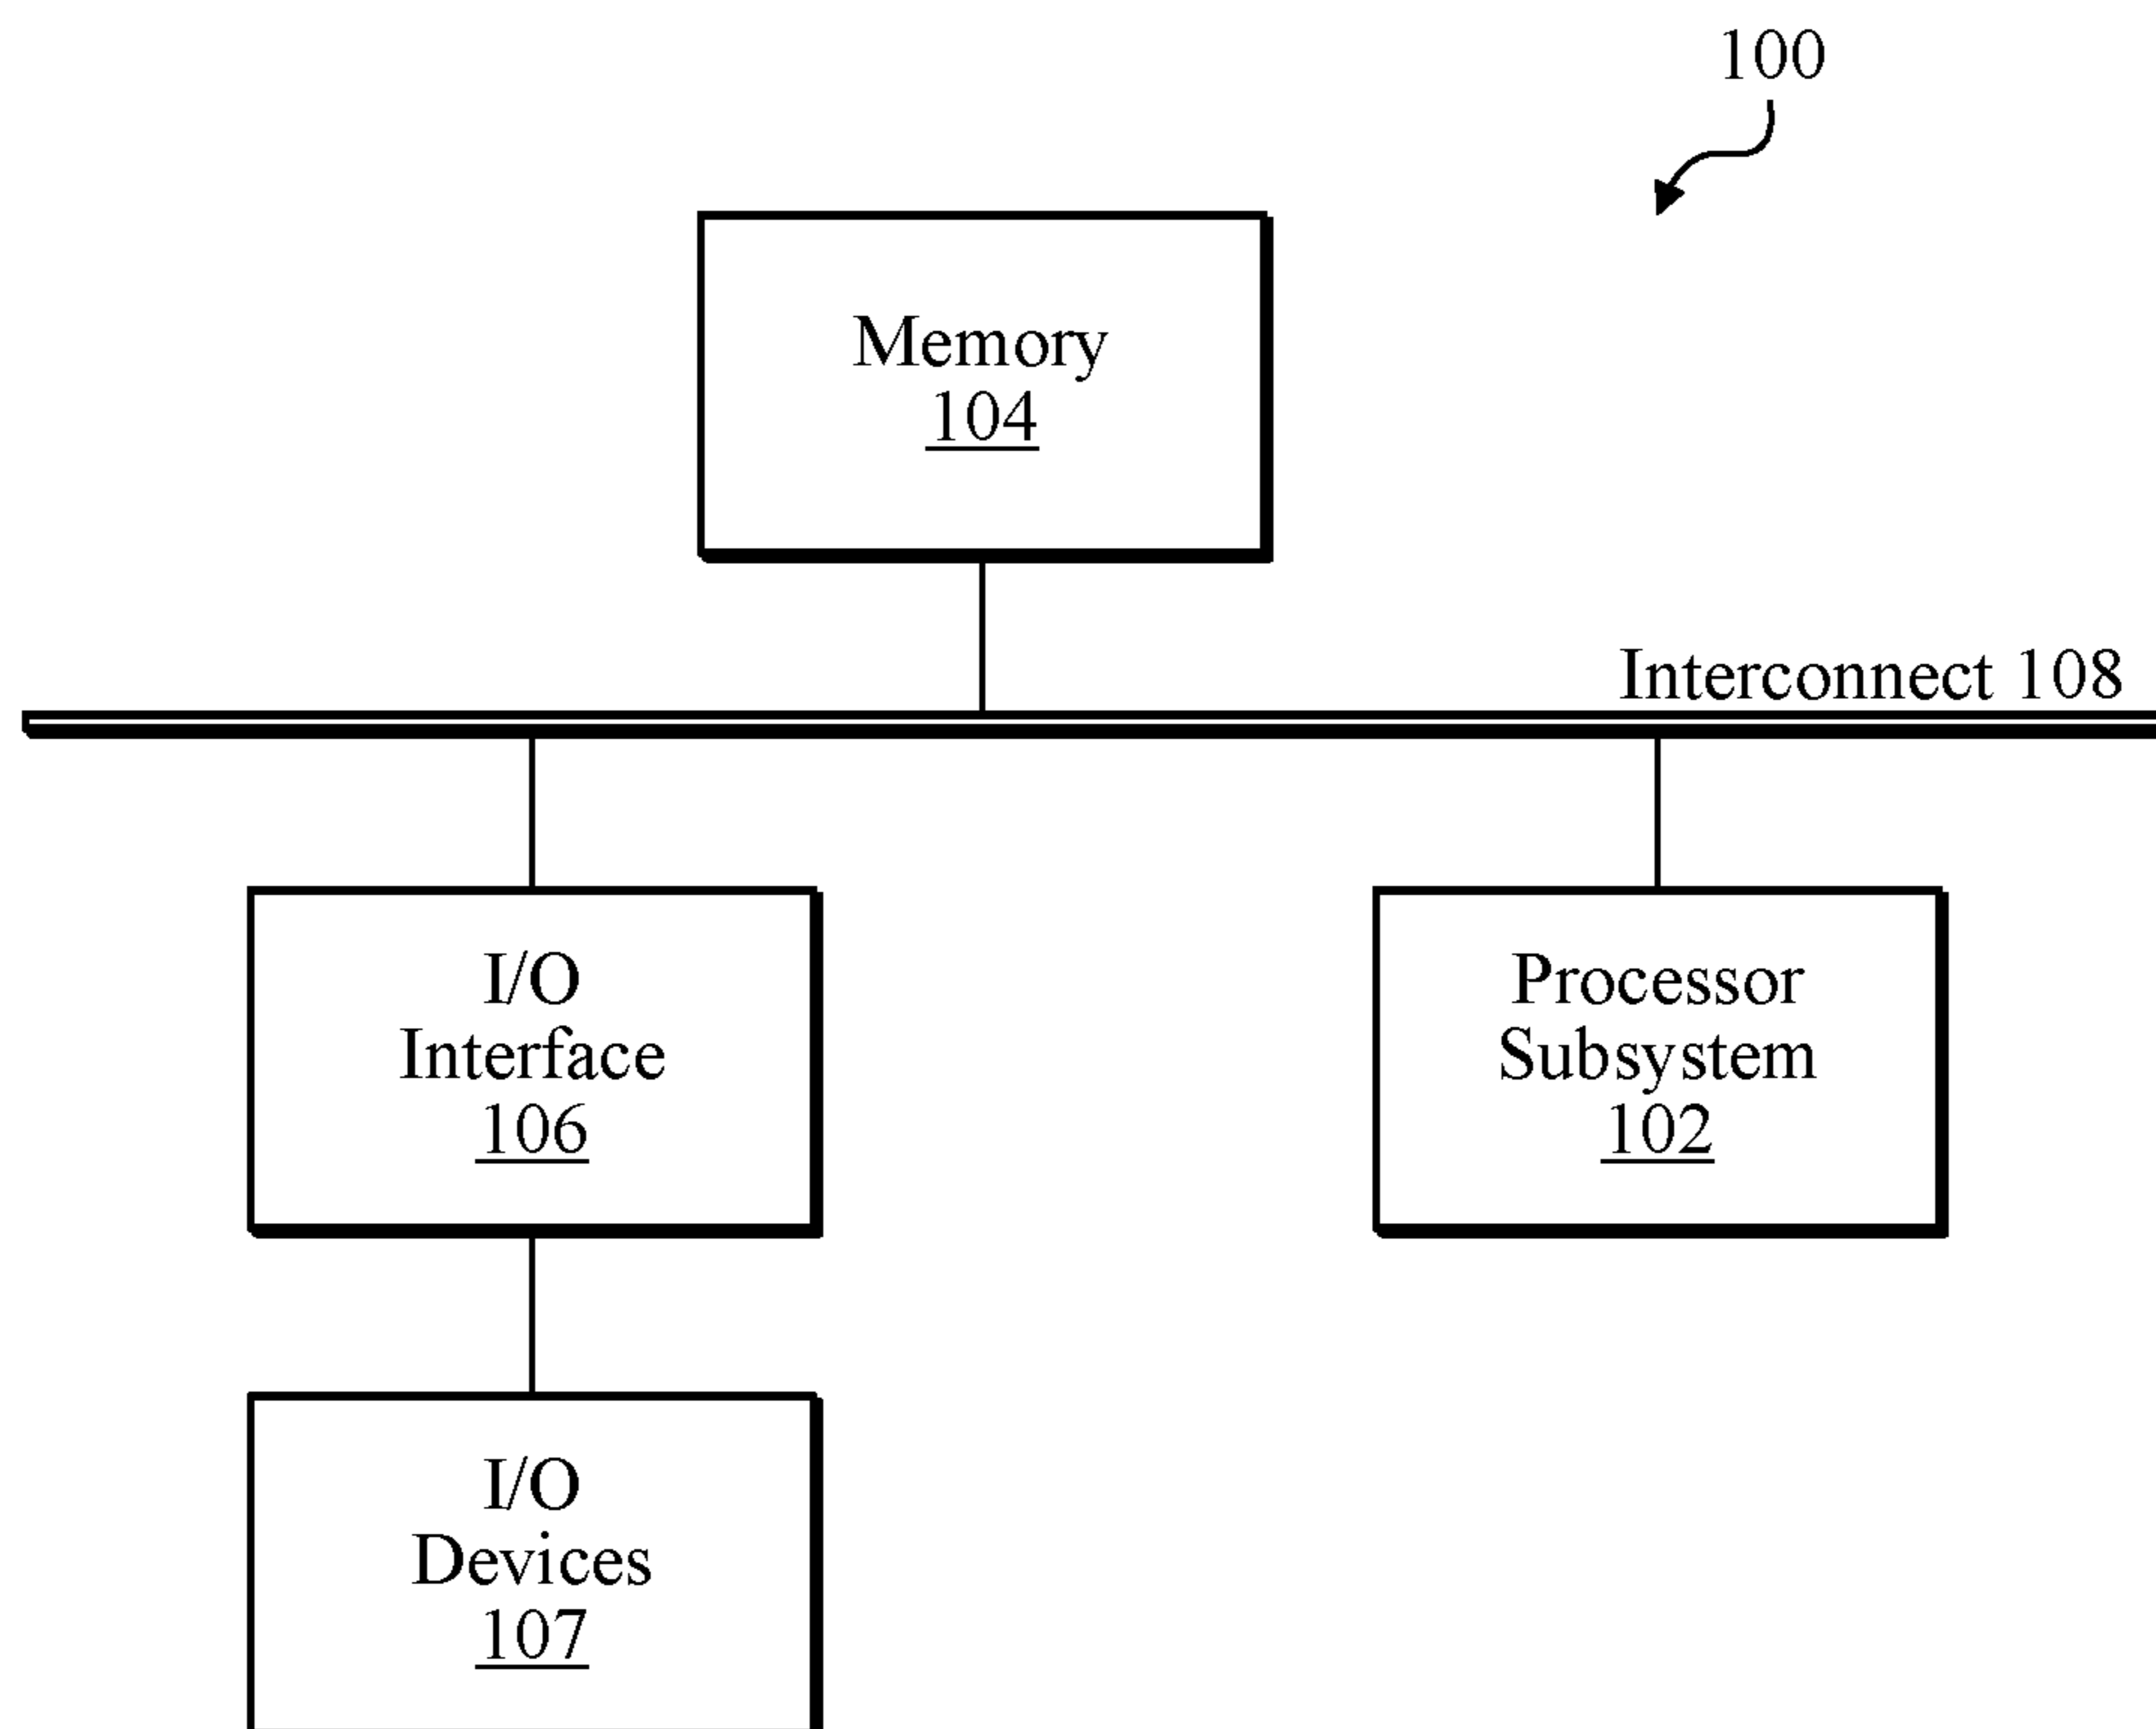 100
Memory
104
Interconnect 108
I/O
Interface
106
Processor
Subsystem
102
I/O
Devices
107